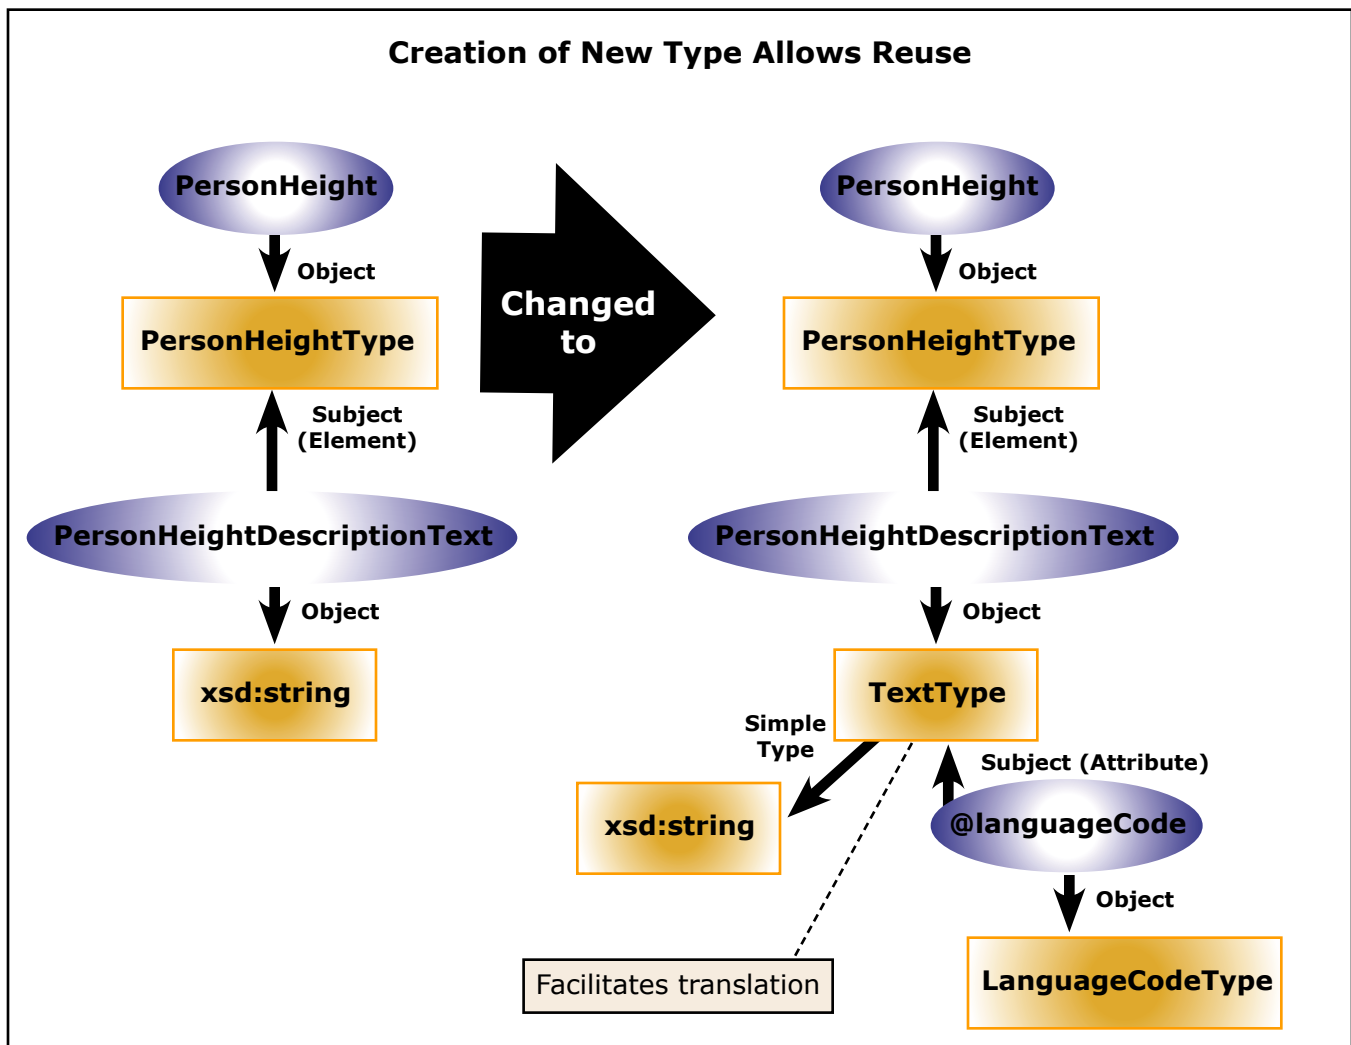 Creation of New Type Allows Reuse
PersonHeight
Object
PersonHeightType
Subject
(Element)
PersonHeightDescriptionText
Object
xsd:string
Changed
to
PersonHeight
Object
PersonHeightType
Subject
(Element)
PersonHeightDescriptionText
Object
TextType
Simple
Type
Subject (Attribute)
xsd:string
@languageCode
Object
LanguageCodeType
Facilitates translation